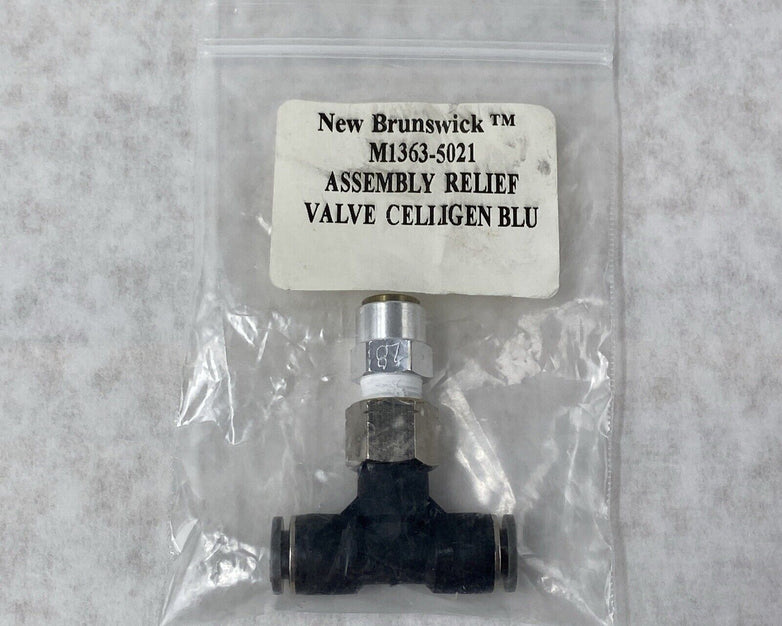 New Brunswick ™
M1363-5021
ASSEMBLY RELIEF
VALVE CELLIGEN BLU